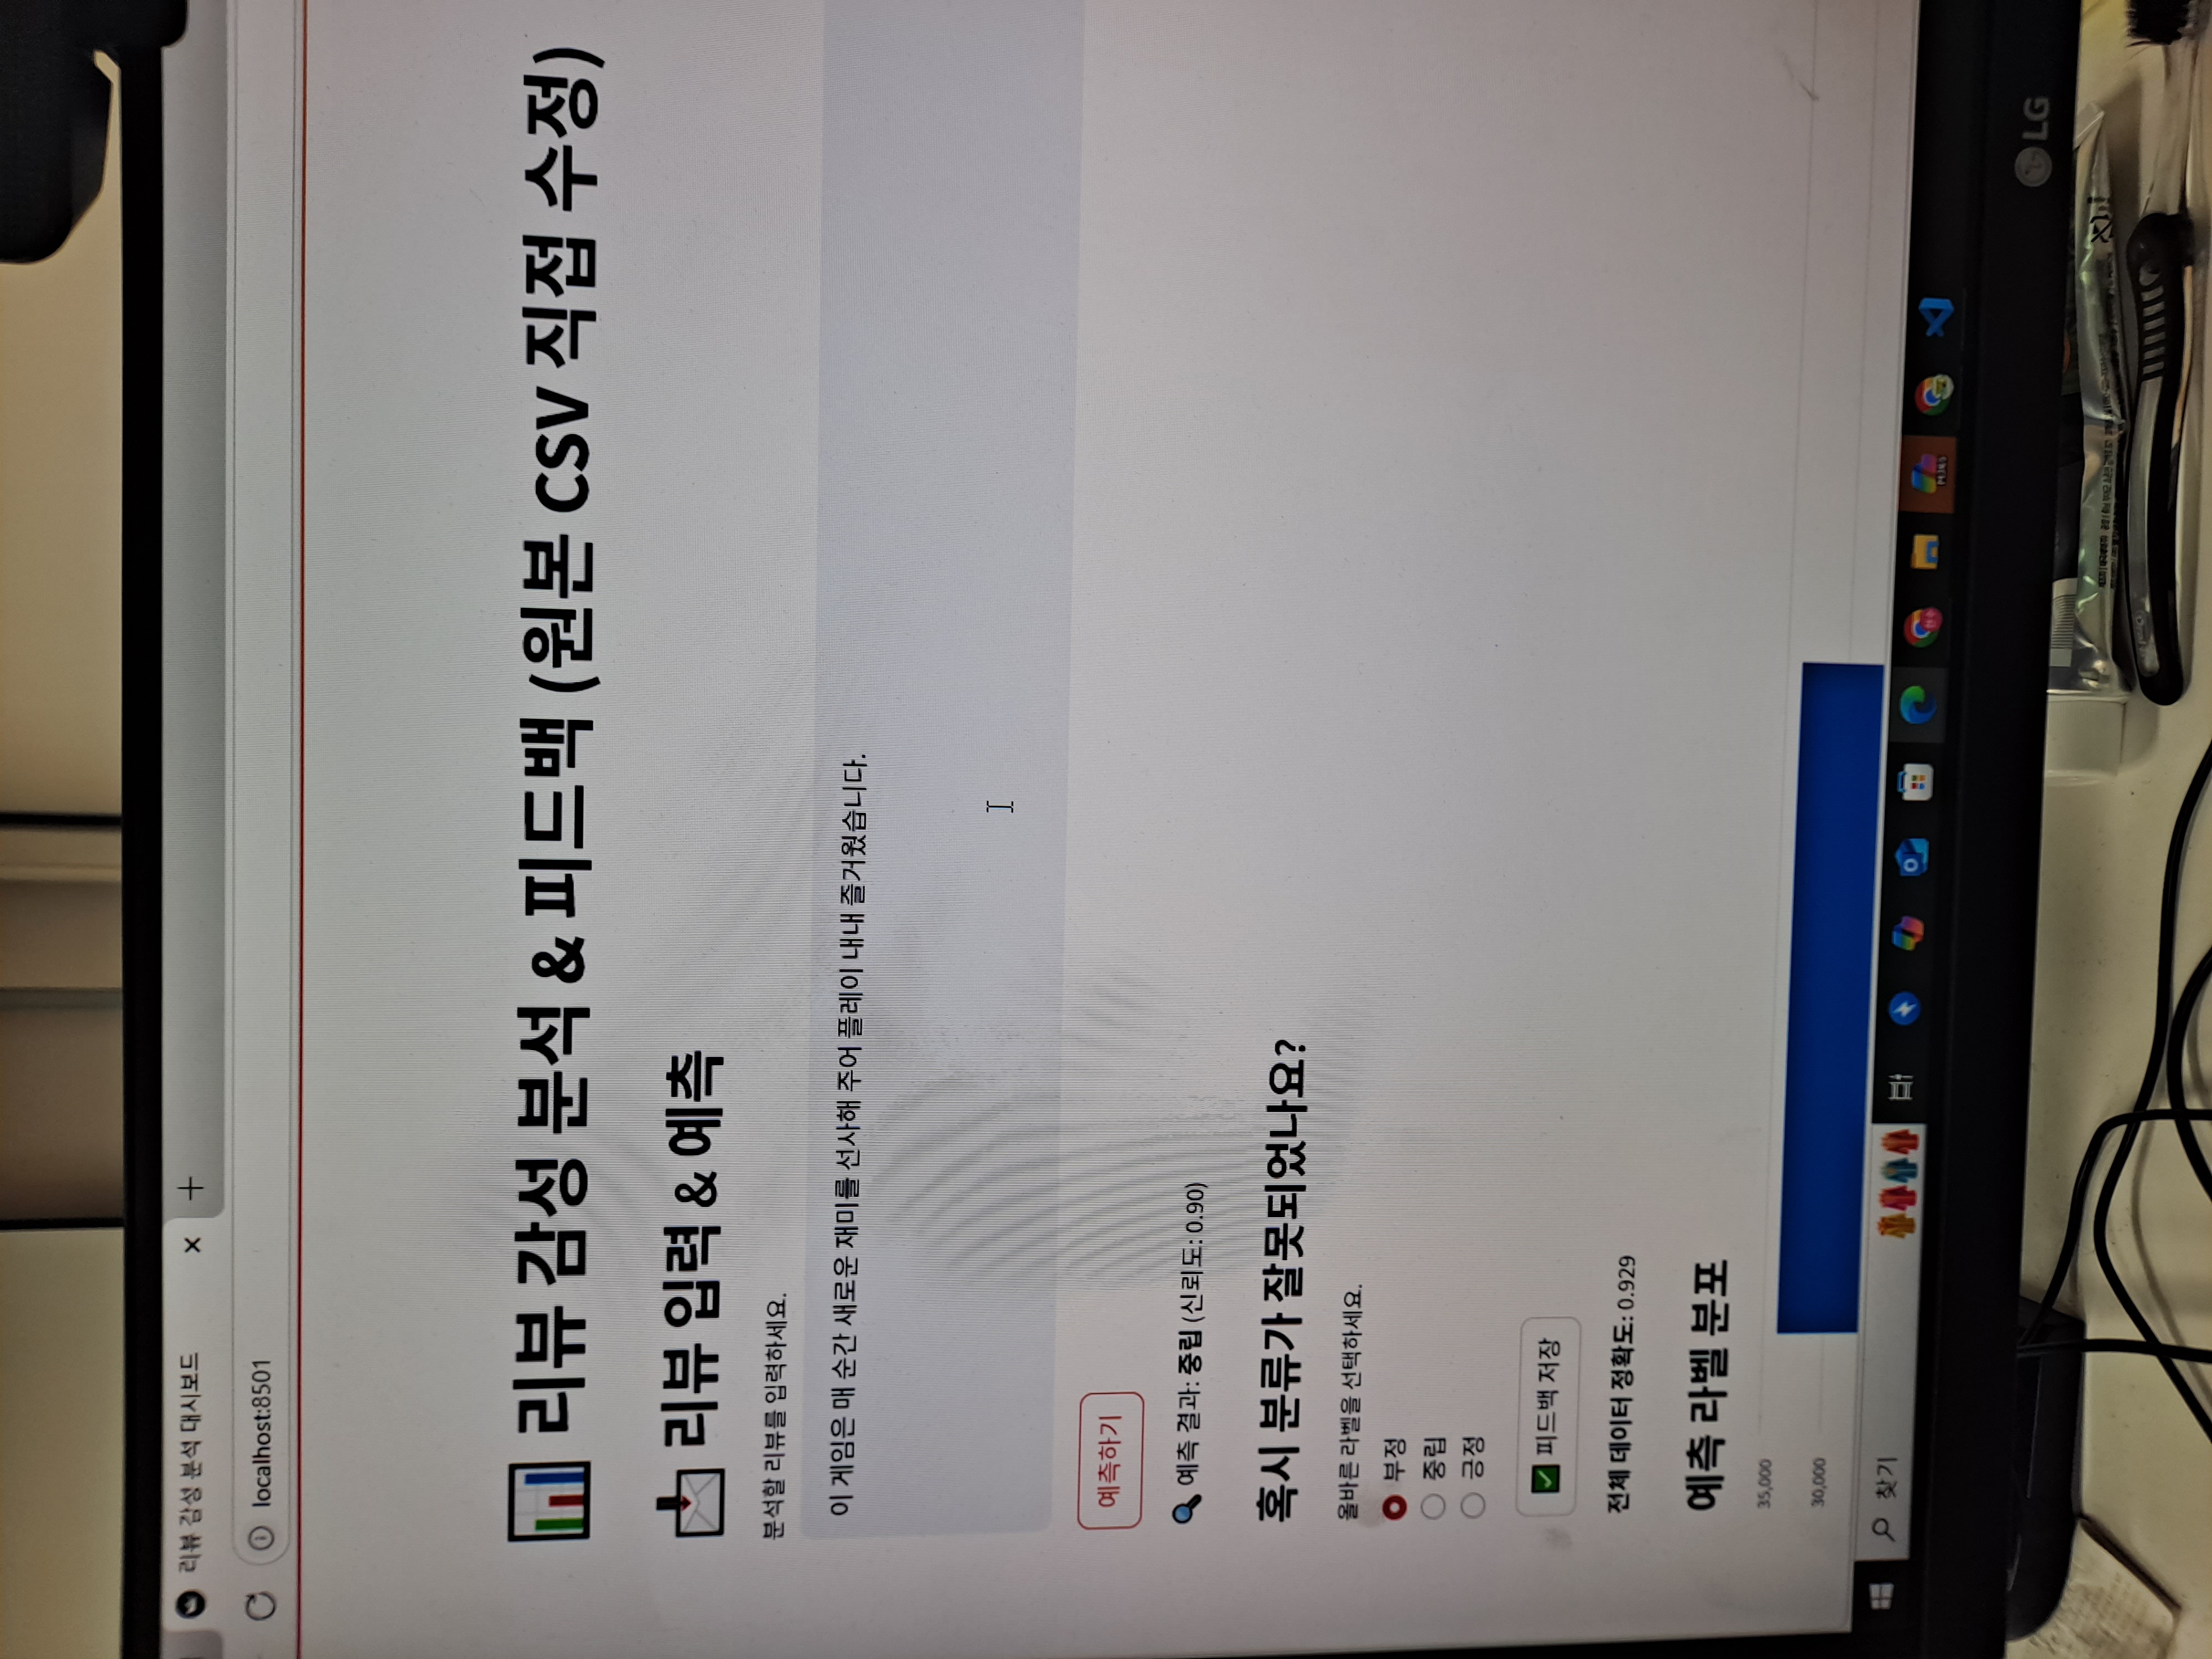 리뷰 감성 분석 대시보드
localhost:8501
📊 리뷰 감성 분석 & 피드백 (원본 CSV 직접 수정)
📩 리뷰 입력 & 예측
분석할 리뷰를 입력하세요.
이 게임은 매 순간 새로운 재미를 선사해 주어 플레이 내내 즐거웠습니다.
예측하기
🔍 예측 결과: 중립 (신뢰도: 0.90)
혹시 분류가 잘못되었나요?
올바른 라벨을 선택하세요.
부정
중립
긍정
✅ 피드백 저장
전체 데이터 정확도: 0.929
예측 라벨 분포
35,000
30,000
찾기
M365
LG